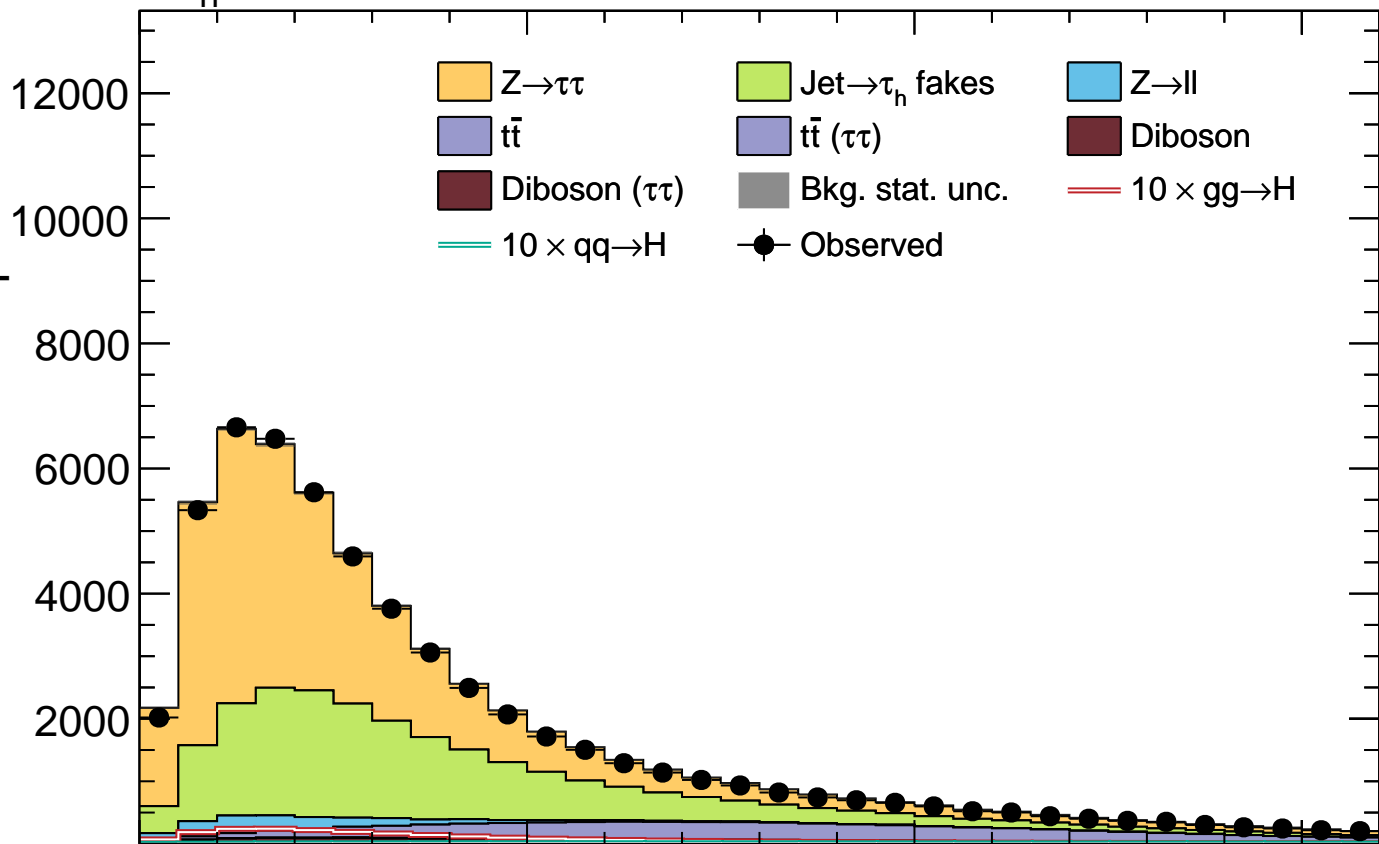 12000
10000
8000
6000
4000
2000
Z→ττ Jet→τh fakes Z→ll
tt̄ tt̄ (ττ) Diboson
Diboson (ττ) Bkg. stat. unc. 10 × gg→H
10 × qq→H Observed